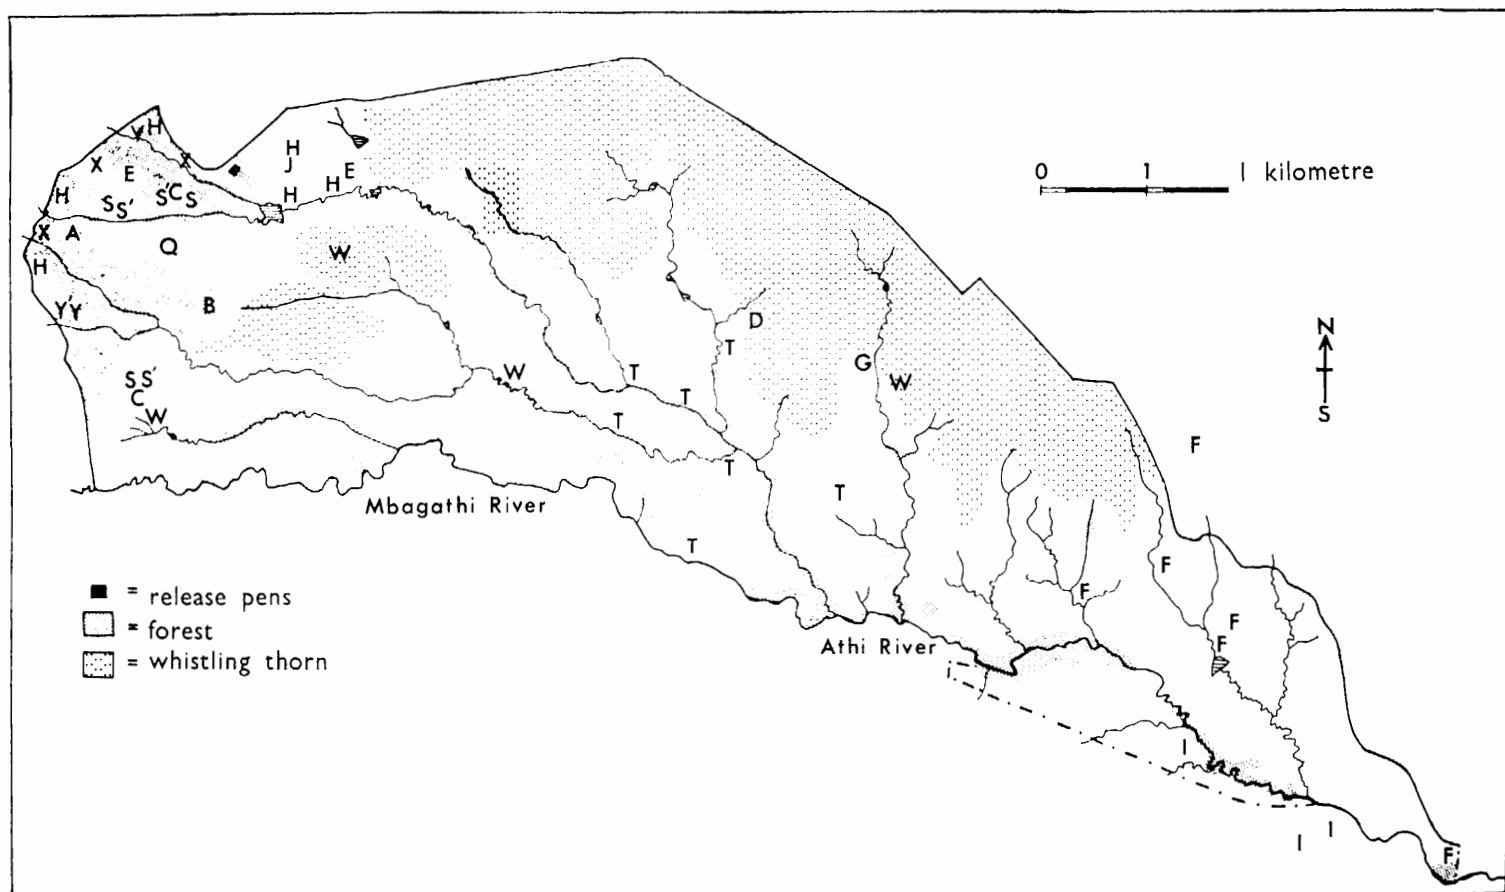 H
X
X
E
H
J
H
H
E
H
S S'
S' C S
X
A
H
Q
W
Y' Y
B
D
T
G
W
W
T
T
T
T
T
T
S S'
C
W
Mbagathi River
Athi River
F
F
F
F
F
I
I
I
F
0 1 1 kilometre
N
S
= release pens
= forest
= whistling thorn